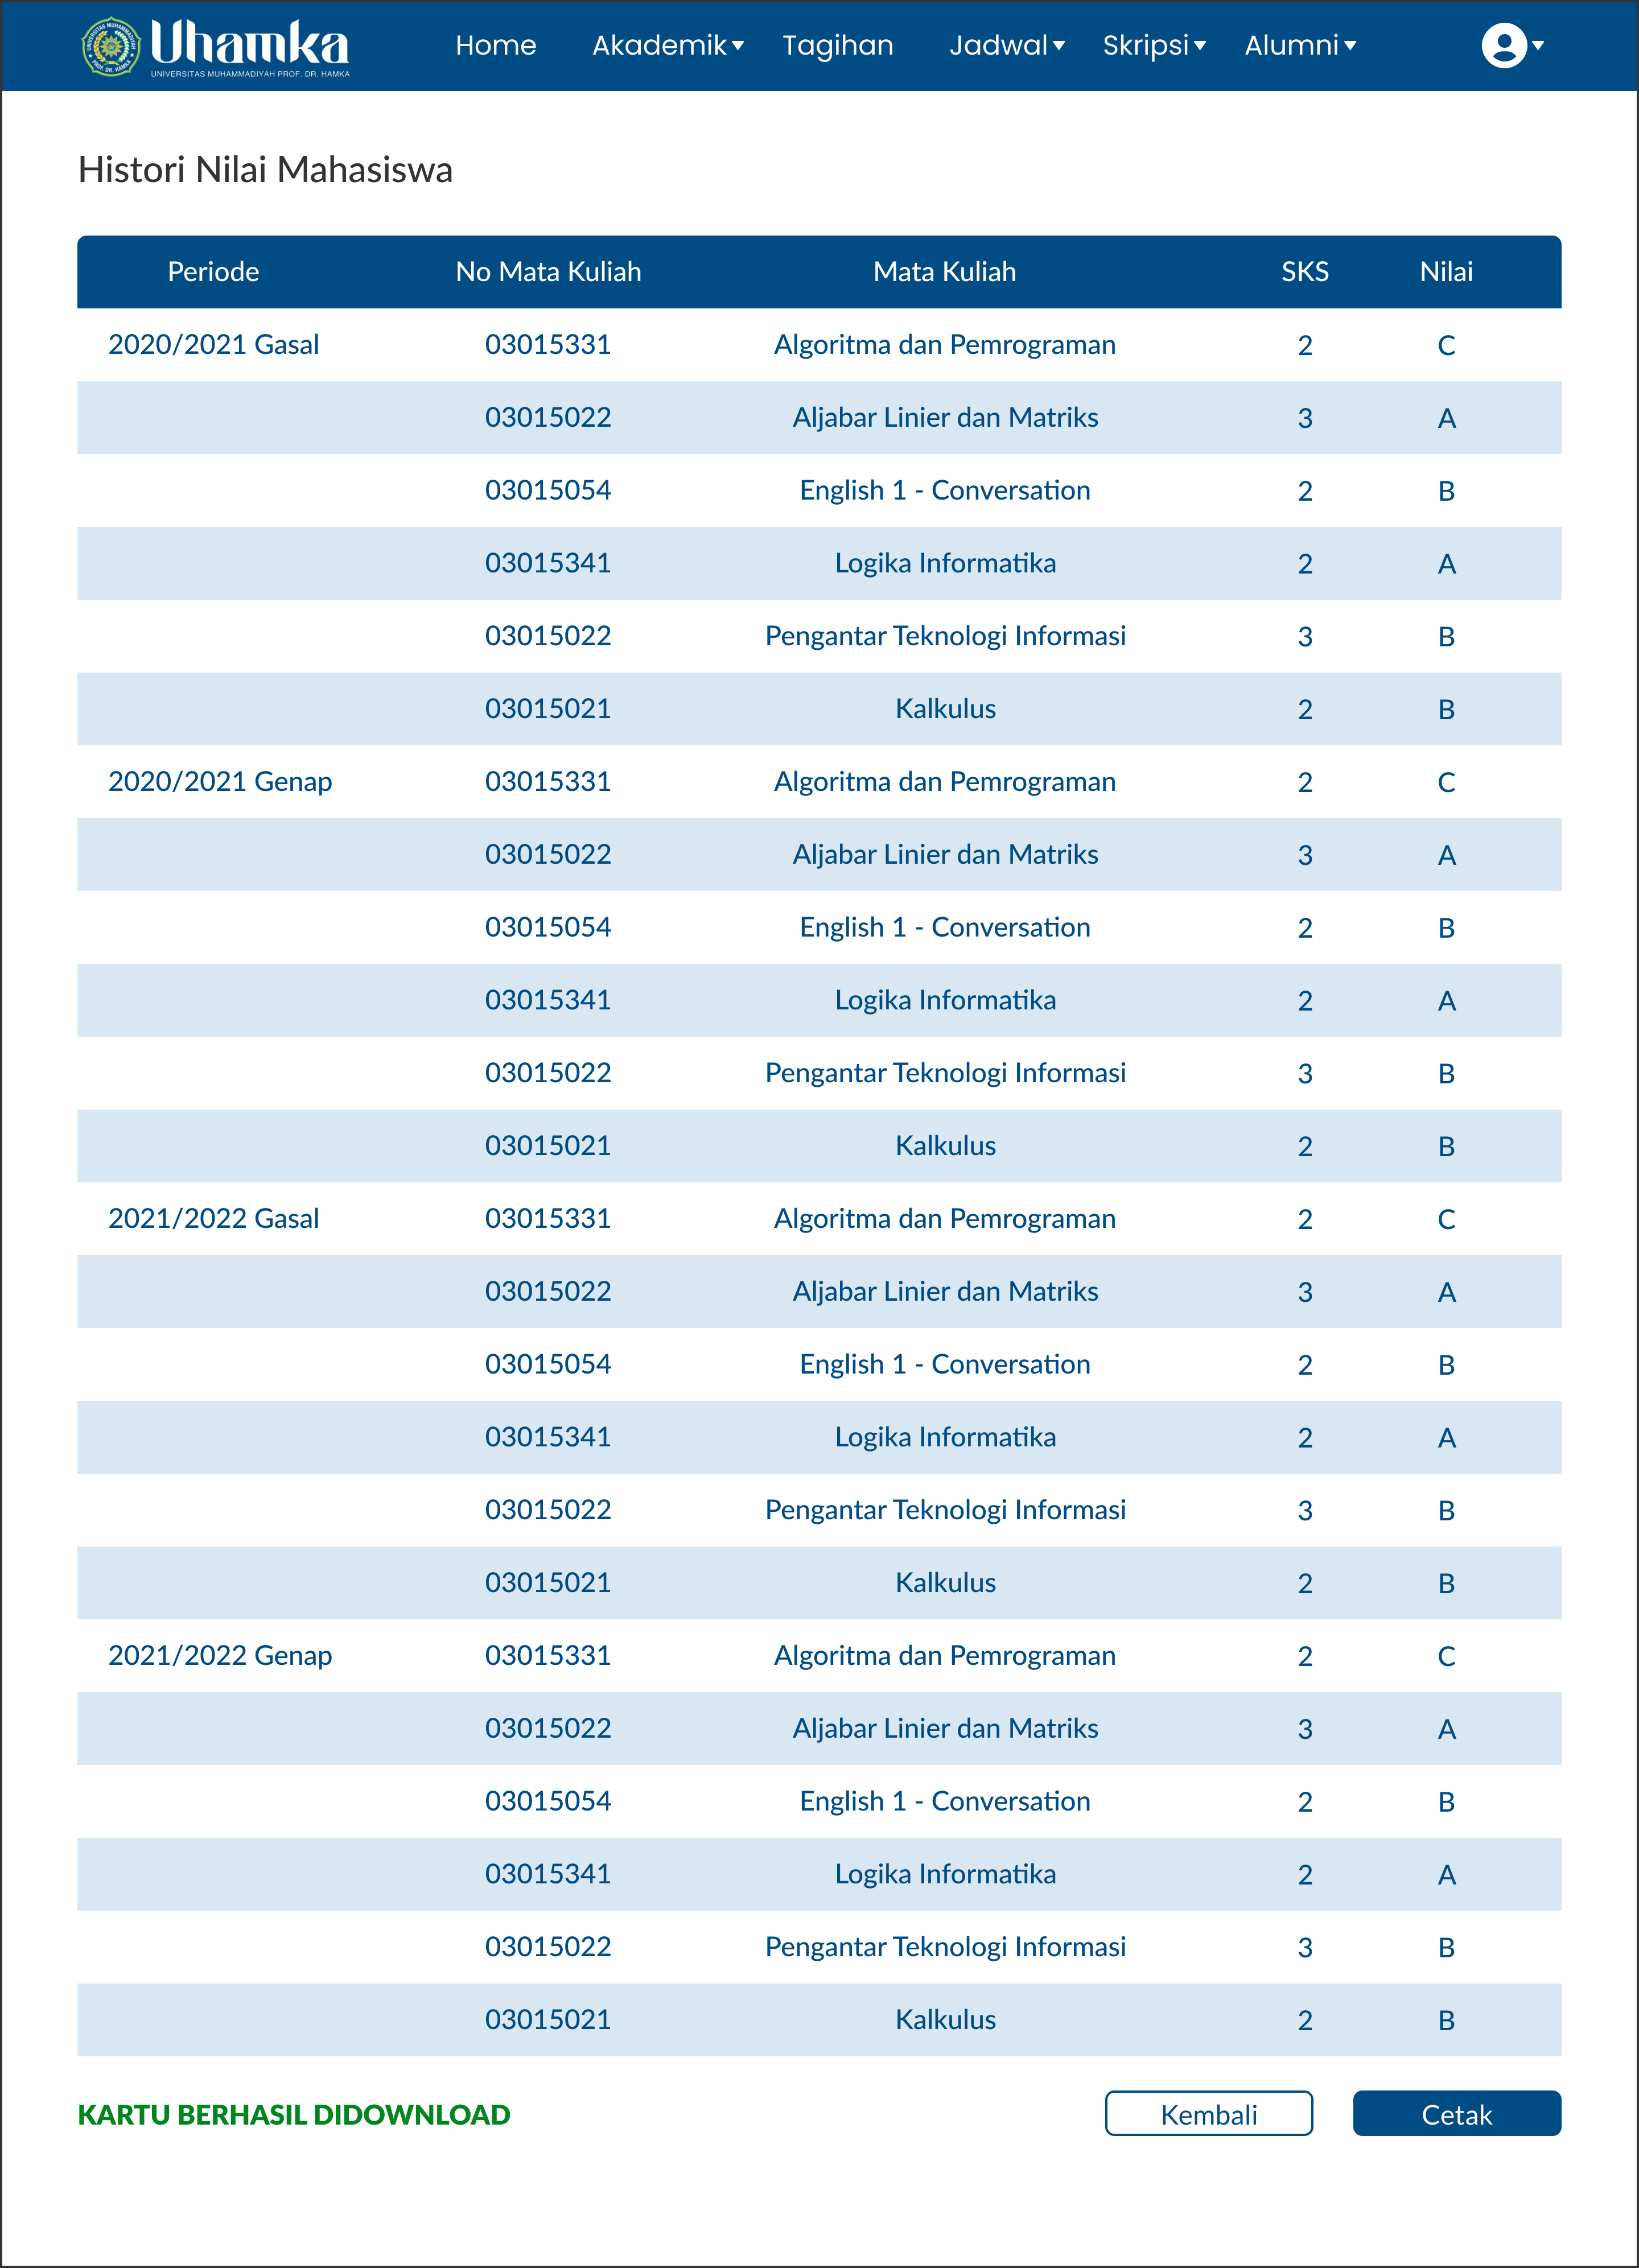 Uhamka
UNIVERSITAS MUHAMMADIYAH PROF. DR. HAMKA
Home Akademik Tagihan Jadwal Skripsi Alumni
Histori Nilai Mahasiswa
Periode No Mata Kuliah Mata Kuliah SKS Nilai
2020/2021 Gasal 03015331 Algoritma dan Pemrograman 2 C
03015022 Aljabar Linier dan Matriks 3 A
03015054 English 1 - Conversation 2 B
03015341 Logika Informatika 2 A
03015022 Pengantar Teknologi Informasi 3 B
03015021 Kalkulus 2 B
2020/2021 Genap 03015331 Algoritma dan Pemrograman 2 C
03015022 Aljabar Linier dan Matriks 3 A
03015054 English 1 - Conversation 2 B
03015341 Logika Informatika 2 A
03015022 Pengantar Teknologi Informasi 3 B
03015021 Kalkulus 2 B
2021/2022 Gasal 03015331 Algoritma dan Pemrograman 2 C
03015022 Aljabar Linier dan Matriks 3 A
03015054 English 1 - Conversation 2 B
03015341 Logika Informatika 2 A
03015022 Pengantar Teknologi Informasi 3 B
03015021 Kalkulus 2 B
2021/2022 Genap 03015331 Algoritma dan Pemrograman 2 C
03015022 Aljabar Linier dan Matriks 3 A
03015054 English 1 - Conversation 2 B
03015341 Logika Informatika 2 A
03015022 Pengantar Teknologi Informasi 3 B
03015021 Kalkulus 2 B
KARTU BERHASIL DIDOWNLOAD Kembali Cetak